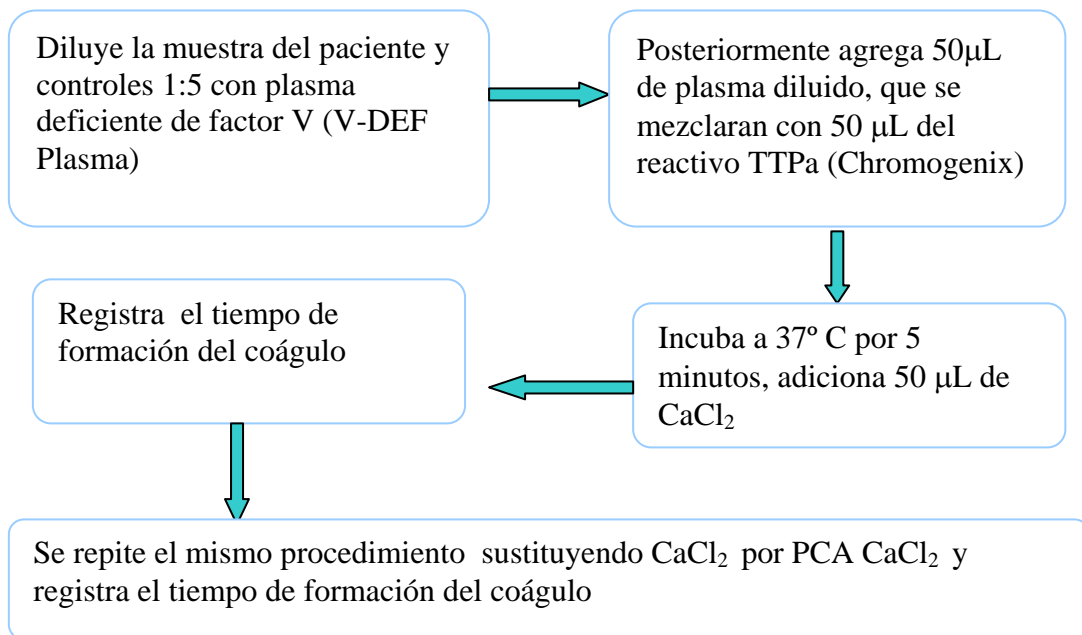 Diluye la muestra del paciente y
controles 1:5 con plasma
deficiente de factor V (V-DEF
Plasma)
Posteriormente agrega 50μL
de plasma diluido, que se
mezclaran con 50 μL del
reactivo TTPa (Chromogenix)
Incuba a 37º C por 5
minutos, adiciona 50 μL de
CaCl₂
Registra el tiempo de
formación del coágulo
Se repite el mismo procedimiento sustituyendo CaCl₂ por PCA CaCl₂ y
registra el tiempo de formación del coágulo